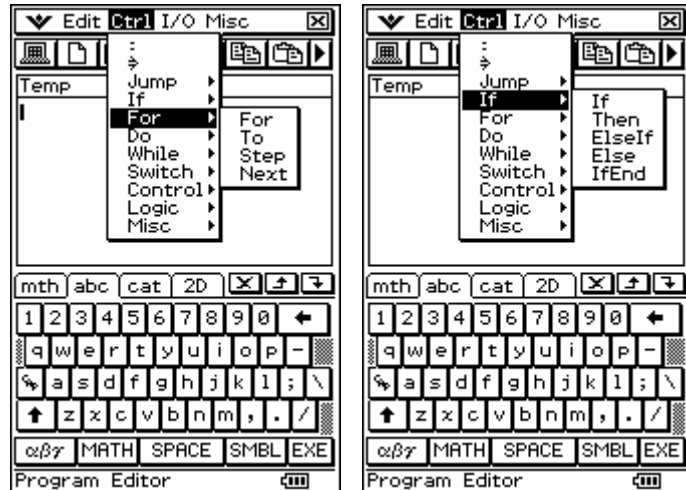 Edit Ctrl I/O Misc
Temp
:
Jump
If
For
Do
While
Switch
Control
Logic
Misc
For
To
Step
Next
mth abc cat 2D
1 2 3 4 5 6 7 8 9 0
q w e r t y u i o p -
a s d f g h j k l ; \
z x c v b n m , . /
αβγ MATH SPACE SMBL EXE
Program Editor
Edit Ctrl I/O Misc
Temp
:
Jump
If
For
Do
While
Switch
Control
Logic
Misc
If
Then
ElseIf
Else
IfEnd
mth abc cat 2D
1 2 3 4 5 6 7 8 9 0
q w e r t y u i o p -
a s d f g h j k l ; \
z x c v b n m , . /
αβγ MATH SPACE SMBL EXE
Program Editor